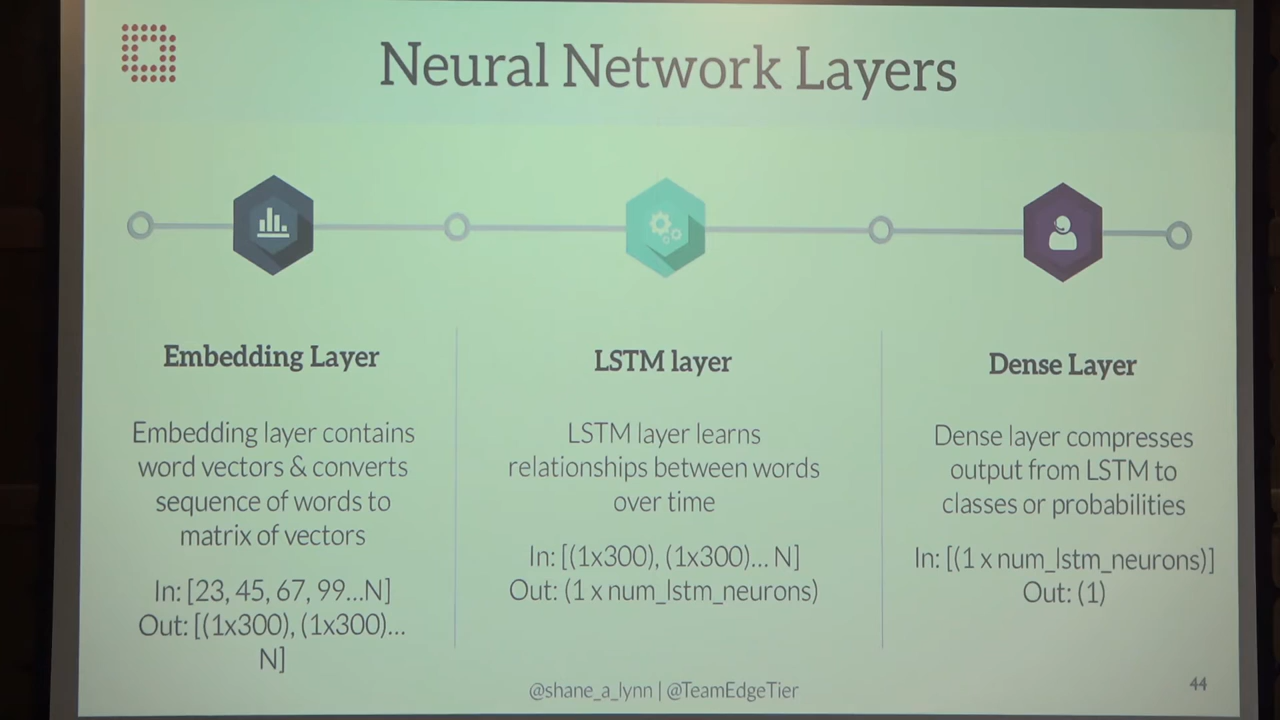 Neural Network Layers
Embedding Layer
Embedding layer contains
word vectors & converts
sequence of words to
matrix of vectors
In: [23, 45, 67, 99...N]
Out: [(1x300), (1x300)...
N]
LSTM layer
LSTM layer learns
relationships between words
over time
In: [(1x300), (1x300)... N]
Out: (1 x num_lstm_neurons)
Dense Layer
Dense layer compresses
output from LSTM to
classes or probabilities
In: [(1 x num_lstm_neurons)]
Out: (1)
@shane_a_lynn | @TeamEdgeTier
44